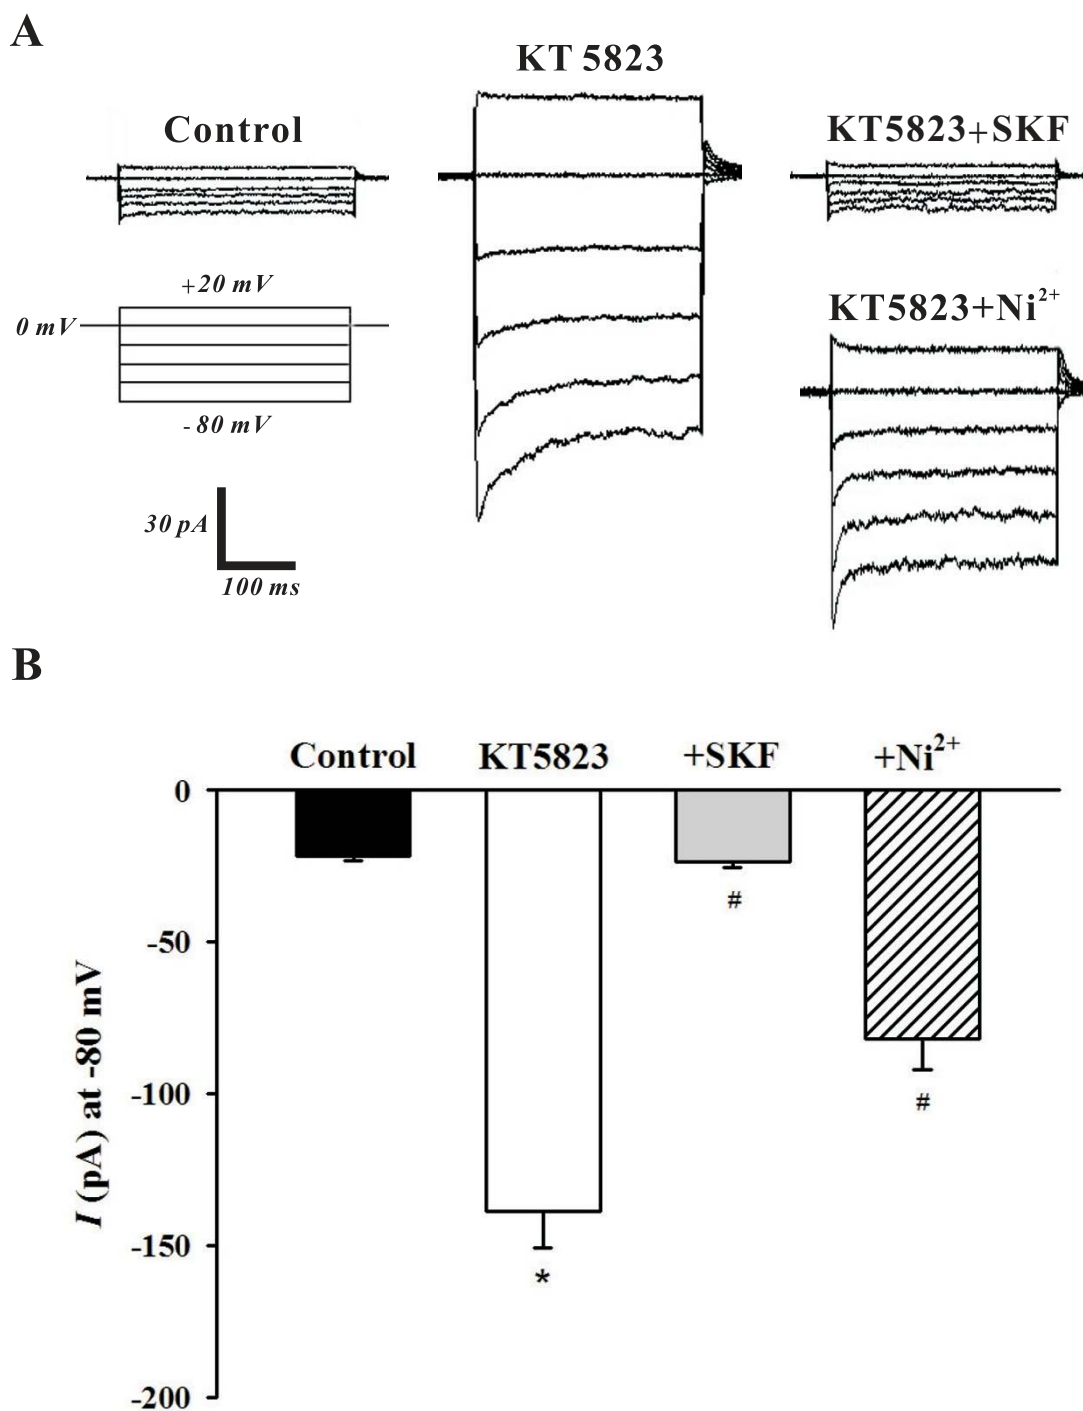 A
KT 5823
Control
KT5823+SKF
+20 mV
0 mV
KT5823+Ni²⁺
-80 mV
30 pA
100 ms
B
Control KT5823 +SKF +Ni²⁺
0
#
-50
I (pA) at -80 mV
-100
#
-150
*
-200